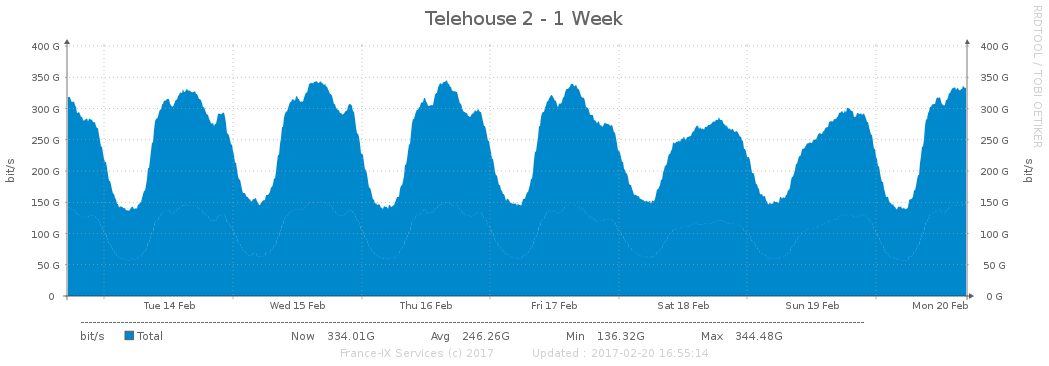 Telehouse 2 - 1 Week
RRDTOOL / TOBI OETIKER
400 G 400 G
350 G 350 G
300 G 300 G
250 G 250 G
200 G 200 G
150 G 150 G
100 G 100 G
50 G 50 G
0 0 G
bit/s bit/s
Tue 14 Feb Wed 15 Feb Thu 16 Feb Fri 17 Feb Sat 18 Feb Sun 19 Feb Mon 20 Feb
bit/s Total Now 334.01G Avg 246.26G Min 136.32G Max 344.48G
France-IX Services (c) 2017 Updated : 2017-02-20 16:55:14